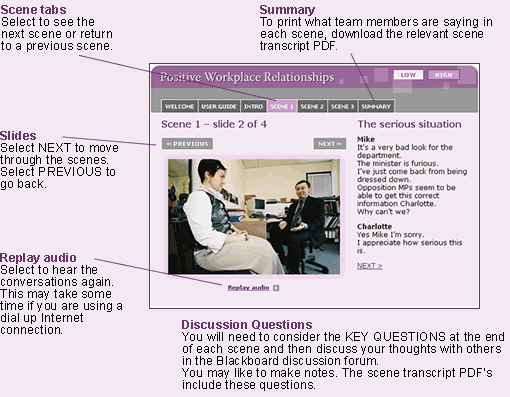 Scene tabs
Select to see the
next scene or return
to a previous scene.
Summary
To print what team members are saying in
each scene, download the relevant scene
transcript PDF.
Positive Workplace Relationships
LOW
HIGH
WELCOME
USER GUIDE
INTRO
SCENE 1
SCENE 2
SCENE 3
SUMMARY
Slides
Select NEXT to move
through the scenes.
Select PREVIOUS to
go back.
Scene 1 – slide 2 of 4
« PREVIOUS
NEXT »
Replay audio
The serious situation
Mike
It's a very bad look for the
department.
The minister is furious.
I've just come back from being
dressed down.
Opposition MPs seem to be
able to get this correct
information Charlotte.
Why can't we?
Charlotte
Yes Mike I'm sorry.
I appreciate how serious this
is.
NEXT »
Replay audio
Select to hear the
conversations again.
This may take some
time if you are using a
dial up Internet
connection.
Discussion Questions
You will need to consider the KEY QUESTIONS at the end
of each scene and then discuss your thoughts with others
in the Blackboard discussion forum.
You may like to make notes. The scene transcript PDF's
include these questions.